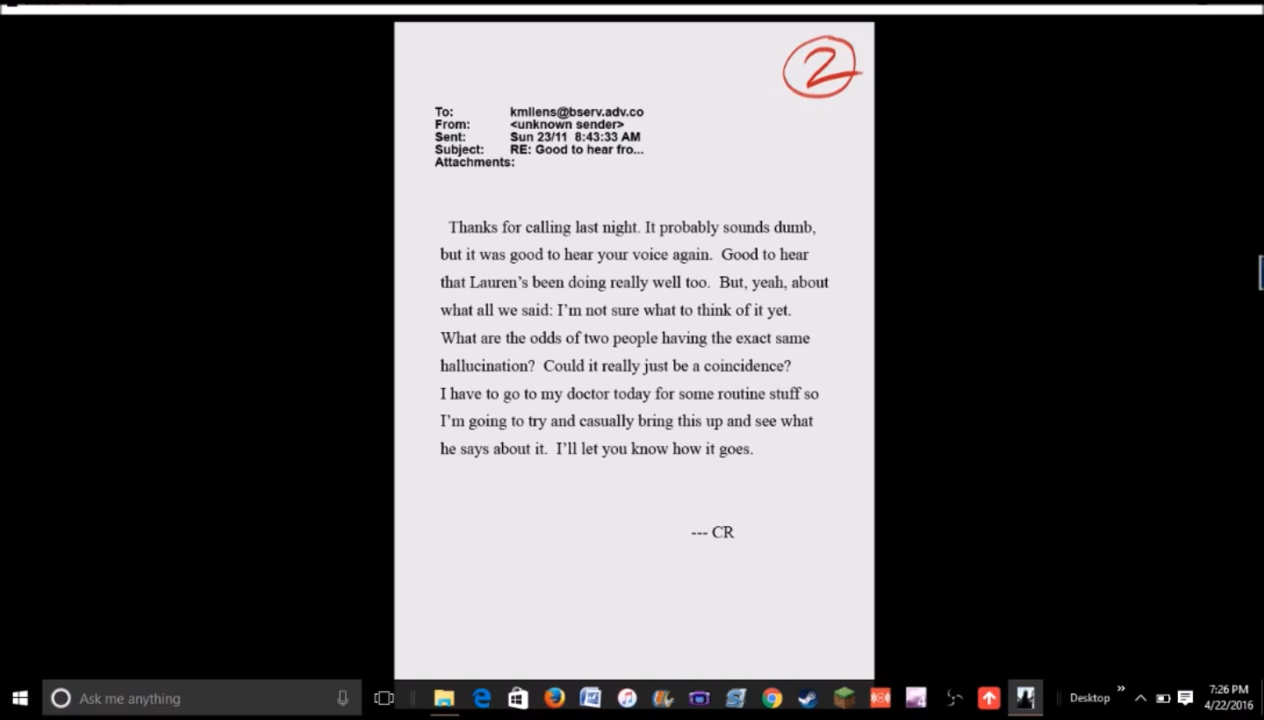 2
To: kmllens@bserv.adv.co
From: <unknown sender>
Sent: Sun 23/11 8:43:33 AM
Subject: RE: Good to hear fro...
Attachments:
Thanks for calling last night. It probably sounds dumb,
but it was good to hear your voice again. Good to hear
that Lauren's been doing really well too. But, yeah, about
what all we said: I'm not sure what to think of it yet.
What are the odds of two people having the exact same
hallucination? Could it really just be a coincidence?
I have to go to my doctor today for some routine stuff so
I'm going to try and casually bring this up and see what
he says about it. I'll let you know how it goes.
--- CR
Ask me anything
Desktop
7:26 PM
4/22/2016